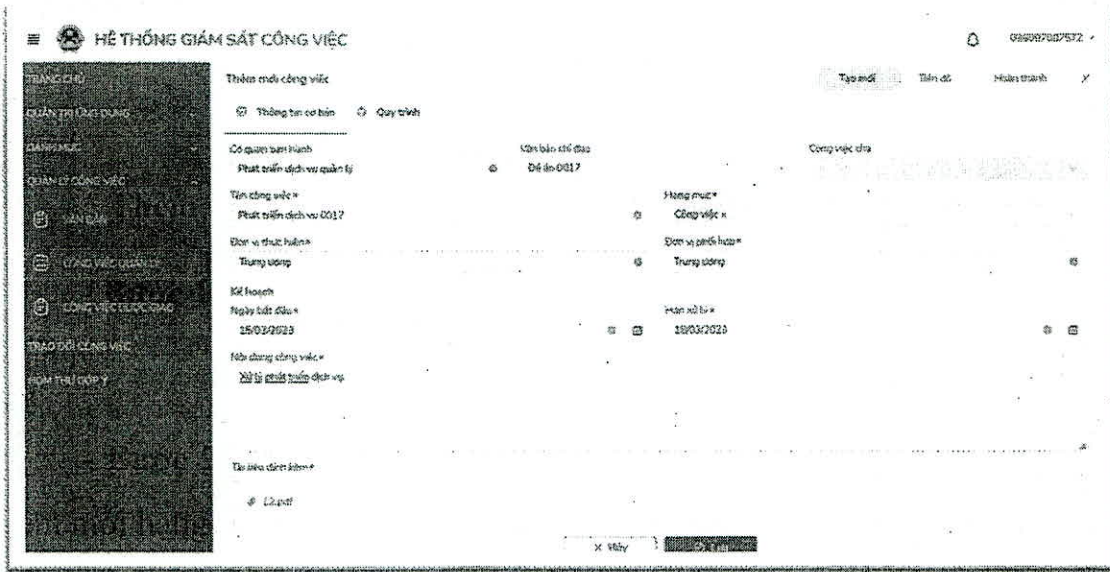 HỆ THỐNG GIÁM SÁT CÔNG VIỆC
TRANG CHỦ
QUẢN TRỊ ỨNG DỤNG
DANH MỤC
QUẢN LÝ CÔNG VIỆC
VĂN BẢN
CÔNG VIỆC QUẢN LÝ
CÔNG VIỆC ĐƯỢC GIAO
TRAO ĐỔI CÔNG VIỆC
HÒM THƯ GÓP Ý
Thêm mới công việc
Tạo mới Tiến độ Hoàn thành
Thông tin cơ bản Quy trình
Cơ quan ban hành Văn bản chỉ đạo Công việc cha
Phát triển dịch vụ quản lý Đề án-0017
Tên công việc * Hạng mục *
Phát triển dịch vụ 0017 Công việc x
Đơn vị thực hiện * Đơn vị phối hợp *
Trung ương Trung ương
Kế hoạch
Ngày bắt đầu * Hạn xử lý *
15/03/2023 18/03/2023
Nội dung công việc *
Xử lý phát triển dịch vụ
Tài liệu đính kèm *
× Hủy Lưu